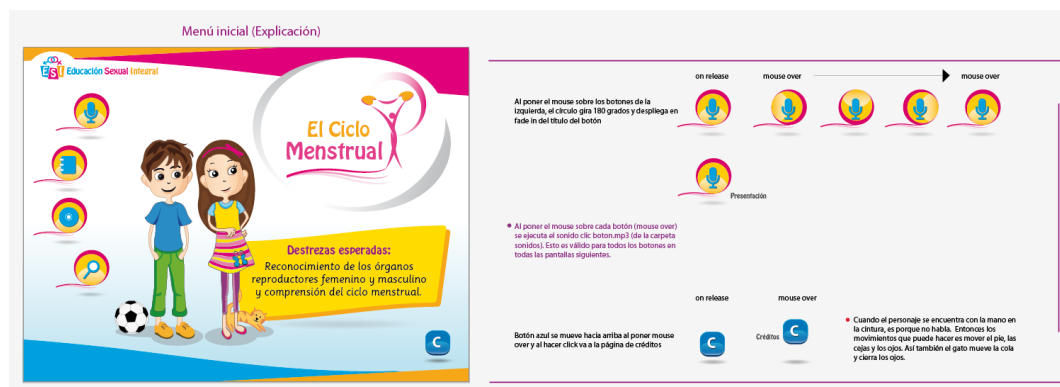 Menú inicial (Explicación)
ESI Educación Sexual Integral
El Ciclo
Menstrual
Destrezas esperadas:
Reconocimiento de los órganos
reproductores femenino y masculino
y comprensión del ciclo menstrual.
C
on release
mouse over
mouse over
Al poner el mouse sobre los botones de la
izquierda, el círculo gira 180 grados y despliega en
fade in del título del botón
Presentación
Al poner el mouse sobre cada botón (mouse over)
se ejecuta el sonido clic boton.mp3 (de la carpeta
sonidos). Esto es válido para todos los botones en
todas las pantallas siguientes.
on release
mouse over
Botón azul se mueve hacia arriba al poner mouse
over y al hacer click va a la página de créditos
C
Créditos
C
Cuando el personaje se encuentra con la mano en
la cintura, es porque no habla. Entonces los
movimientos que puede hacer es mover el pie, las
cejas y los ojos. Así también el gato mueve la cola
y cierra los ojos.